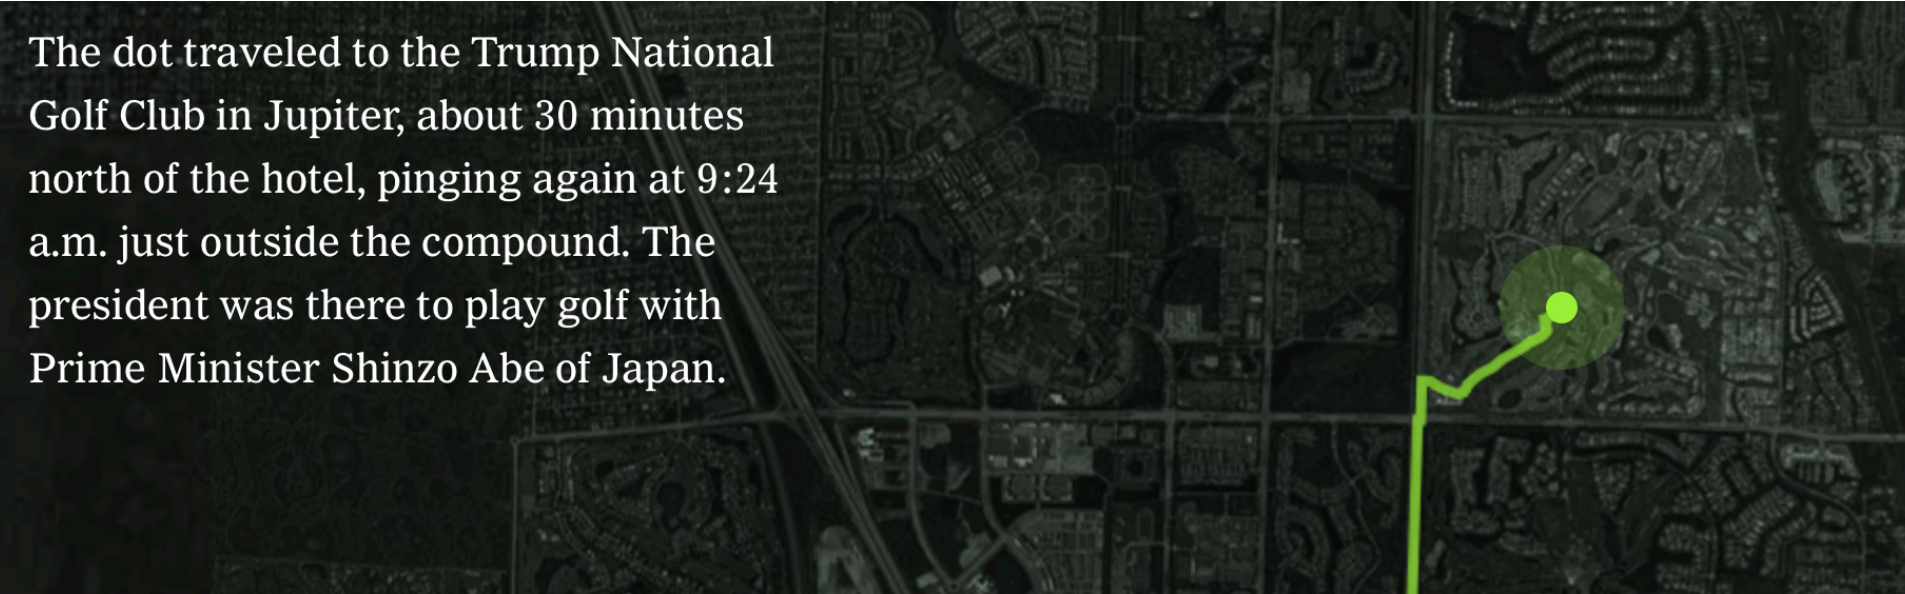 The dot traveled to the Trump National
Golf Club in Jupiter, about 30 minutes
north of the hotel, pinging again at 9:24
a.m. just outside the compound. The
president was there to play golf with
Prime Minister Shinzo Abe of Japan.